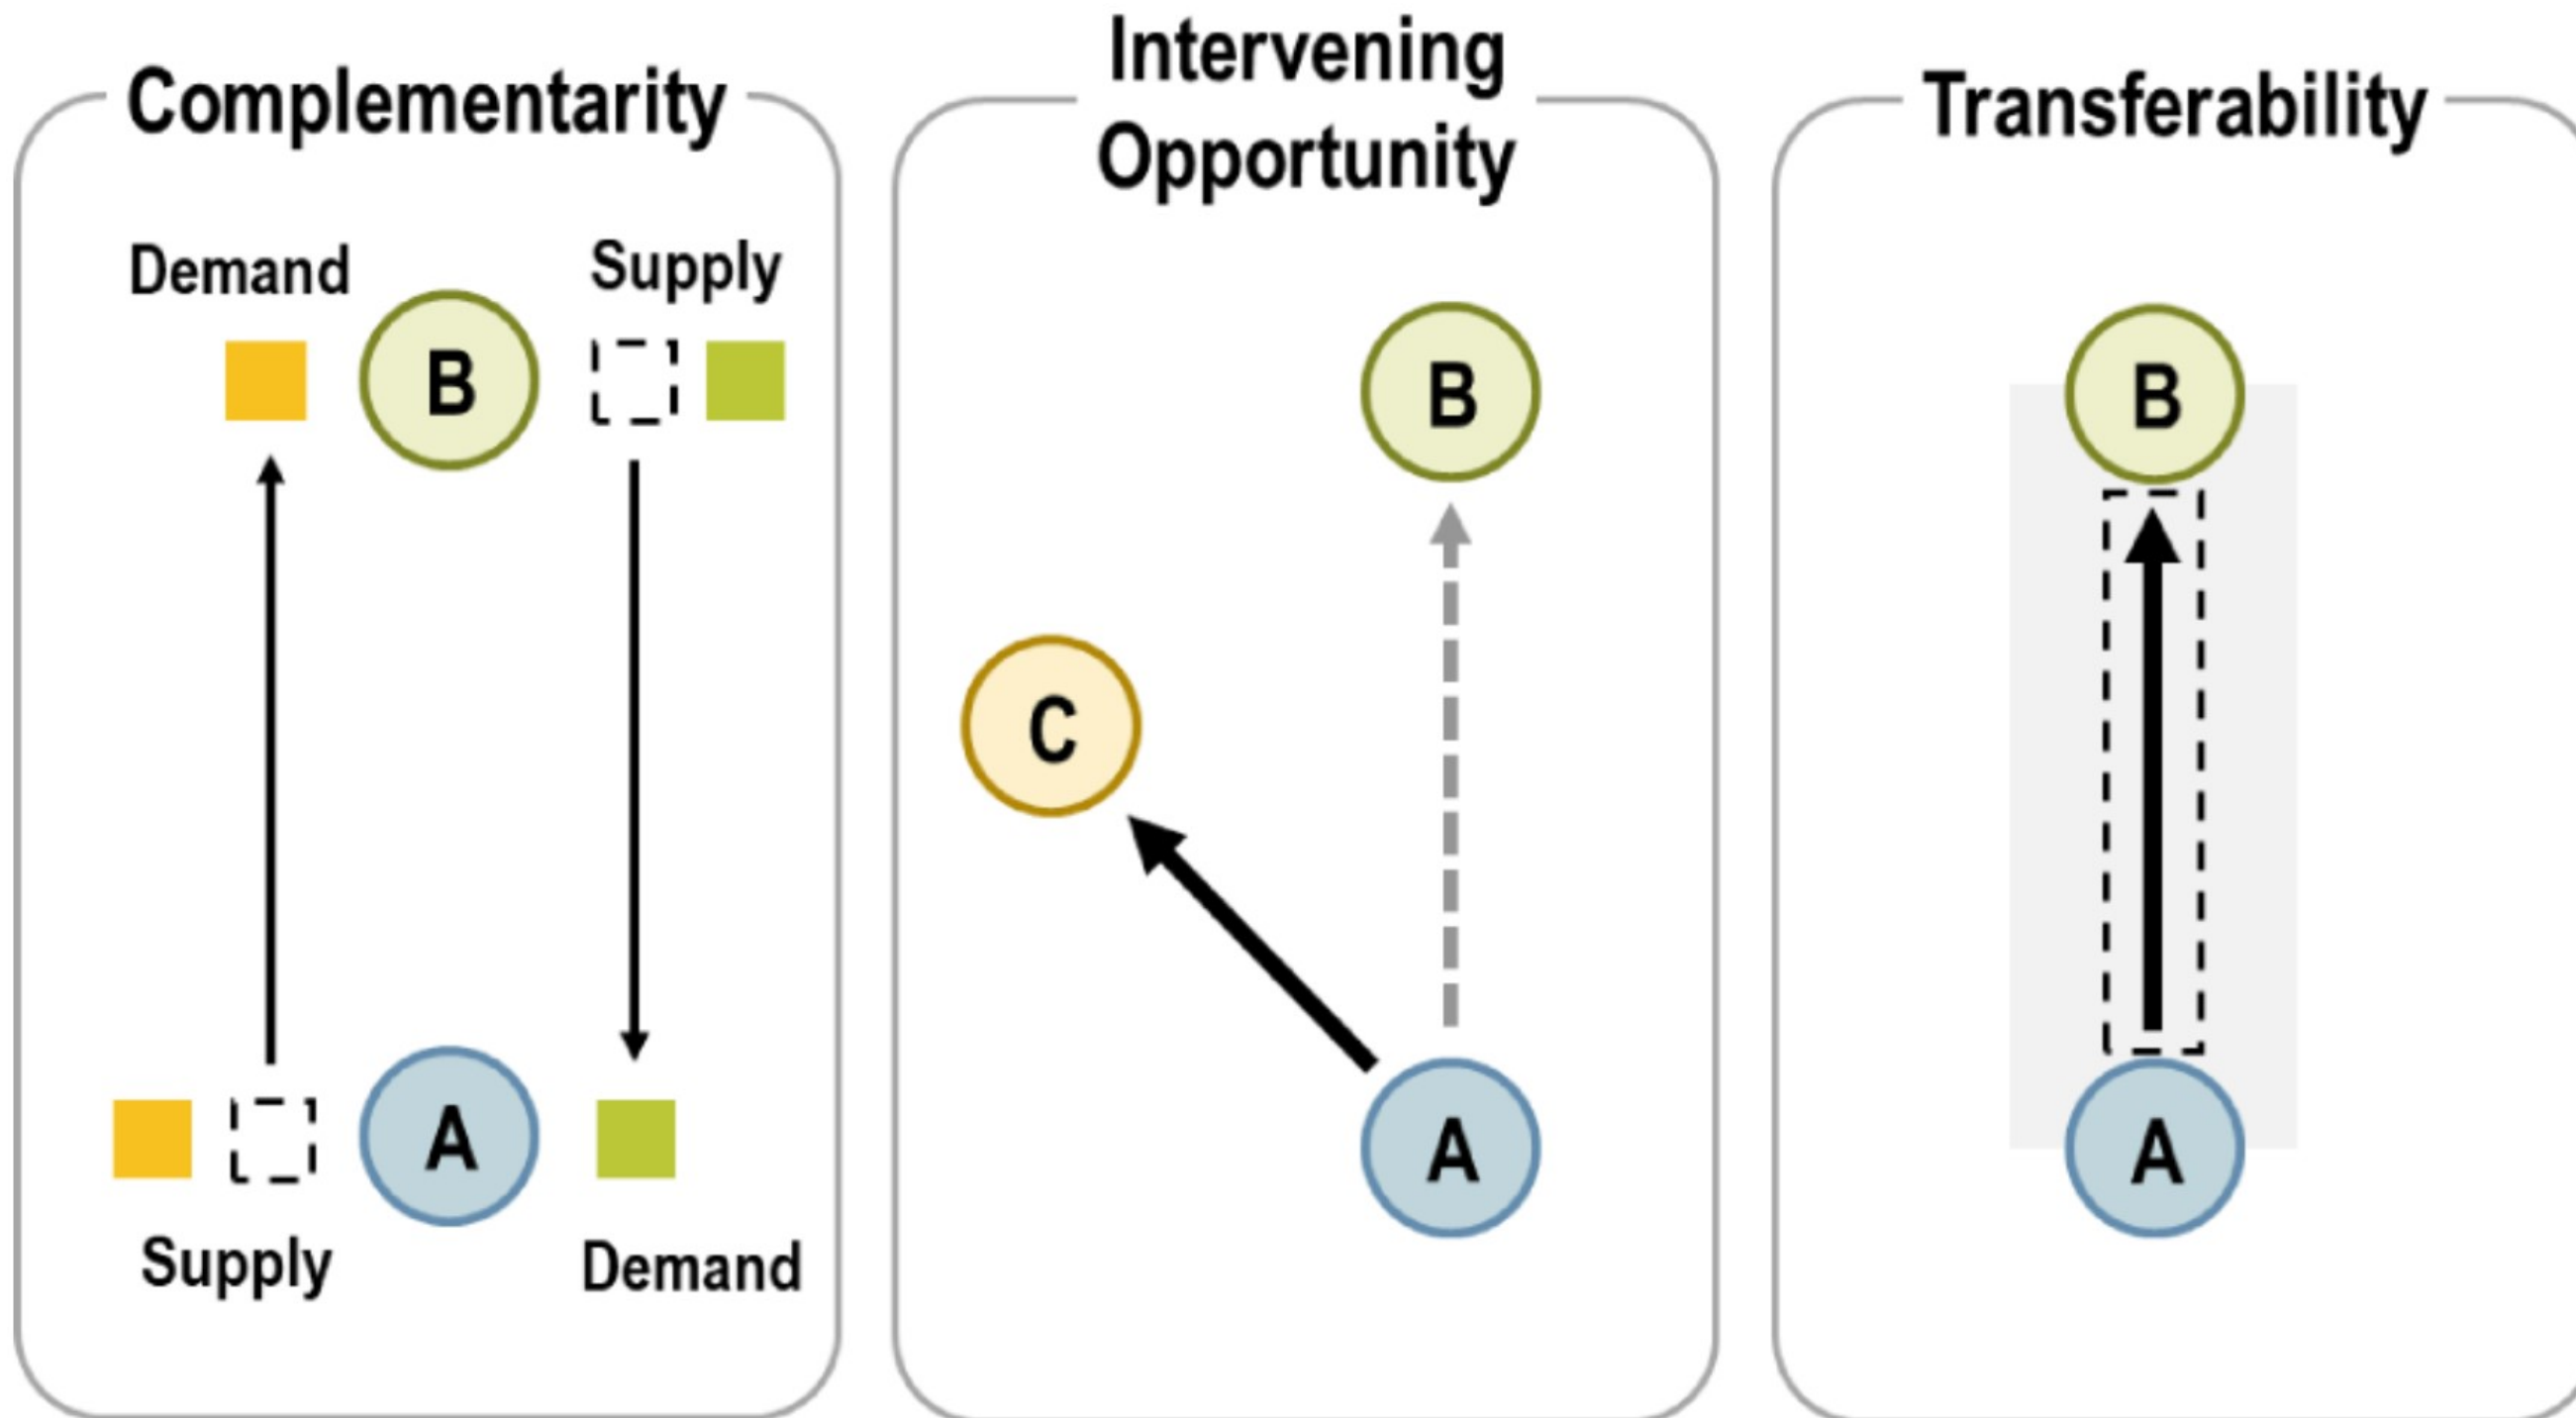 Complementarity
Demand
Supply
B
A
Supply
Demand
Intervening
Opportunity
B
C
A
Transferability
B
A